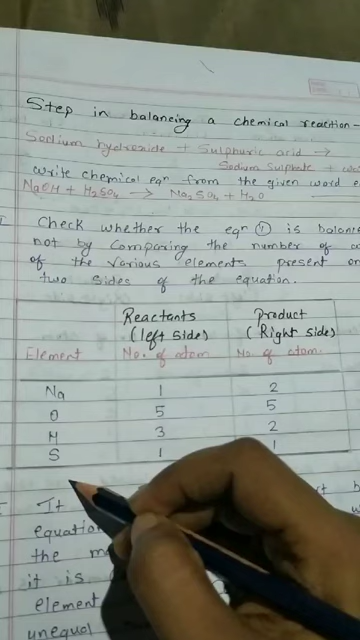 Step in balancing a chemical reaction -
Sodium hydroxide + Sulphuric acid →
Sodium Sulphate +
write chemical eqn from the given word
NaOH + H2SO4 → Na2SO4 + H2O
Check whether the eqn ① is
not by comparing the number of
of the various elements present on
two sides of the equation.
Reactants Product
(left side) (Right side)
Element No. of atom No. of atom.
Na 1 2
O 5 5
H 3 2
S 1 1
It
equation
the
it is
element
unequal